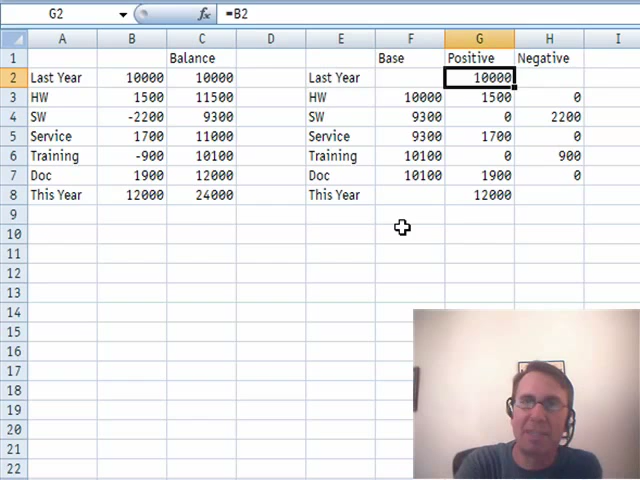 G2 fx =B2
A B C D E F G H I
1 Balance Base Positive Negative
2 Last Year 10000 10000 Last Year 10000
3 HW 1500 11500 HW 10000 1500 0
4 SW -2200 9300 SW 9300 0 2200
5 Service 1700 11000 Service 9300 1700 0
6 Training -900 10100 Training 10100 0 900
7 Doc 1900 12000 Doc 10100 1900 0
8 This Year 12000 24000 This Year 12000
9
10
11
12
13
14
15
16
17
18
19
20
21
22